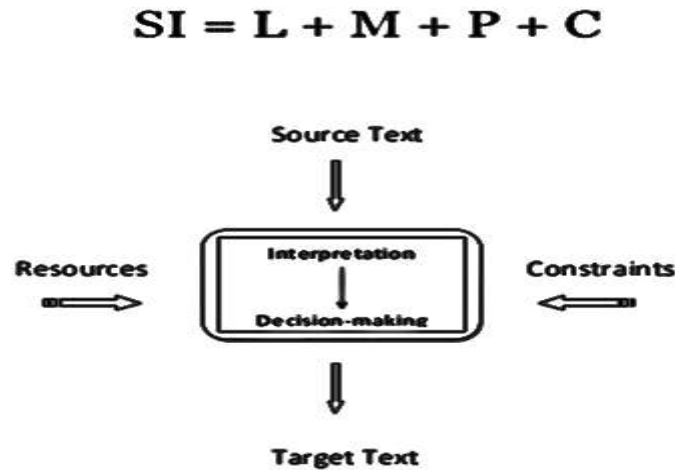 SI = L + M + P + C
Source Text
Interpretation
Resources
Constraints
Decision-making
Target Text